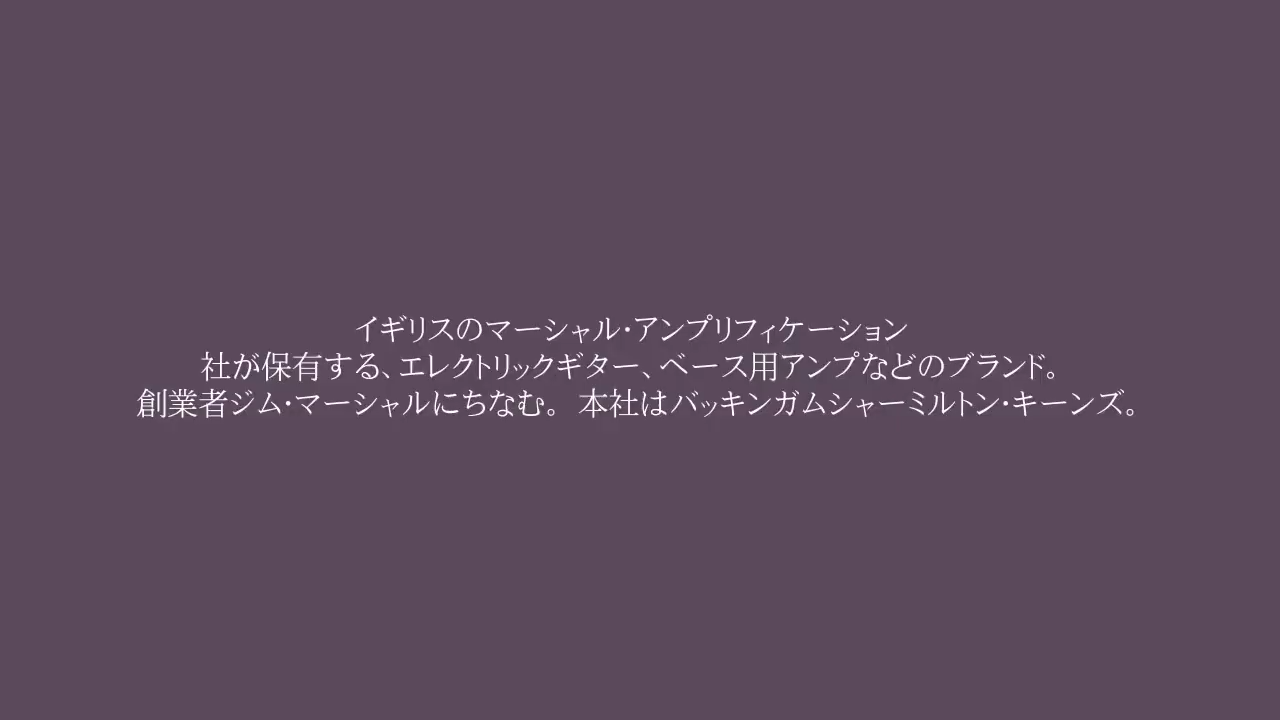 イギリスのマーシャル・アンプリフィケーション
社が保有する、エレクトリックギター、ベース用アンプなどのブランド。
創業者ジム・マーシャルにちなむ。 本社はバッキンガムシャーミルトン・キーンズ。